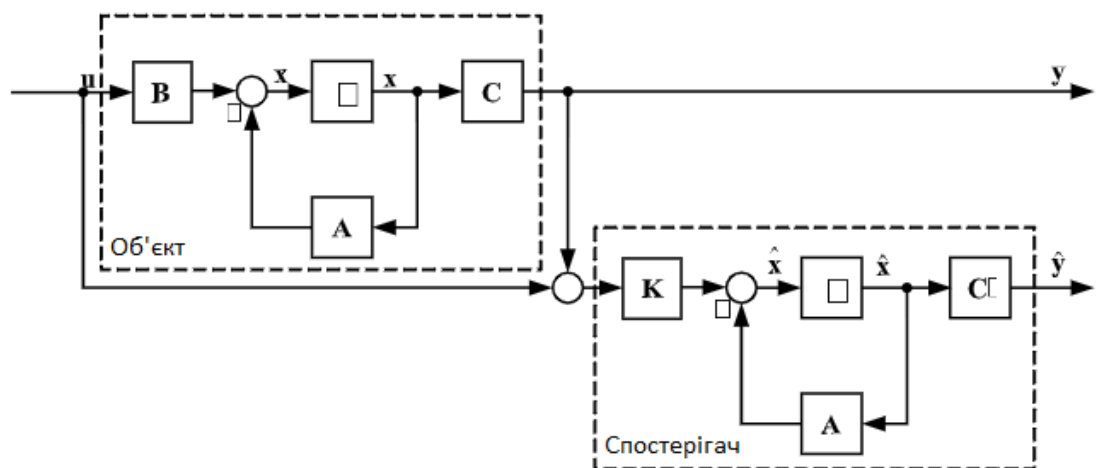 u B x □ x C y
□
A
Об'єкт
K x̂ □ x̂ C□ ŷ
□
A
Спостерігач